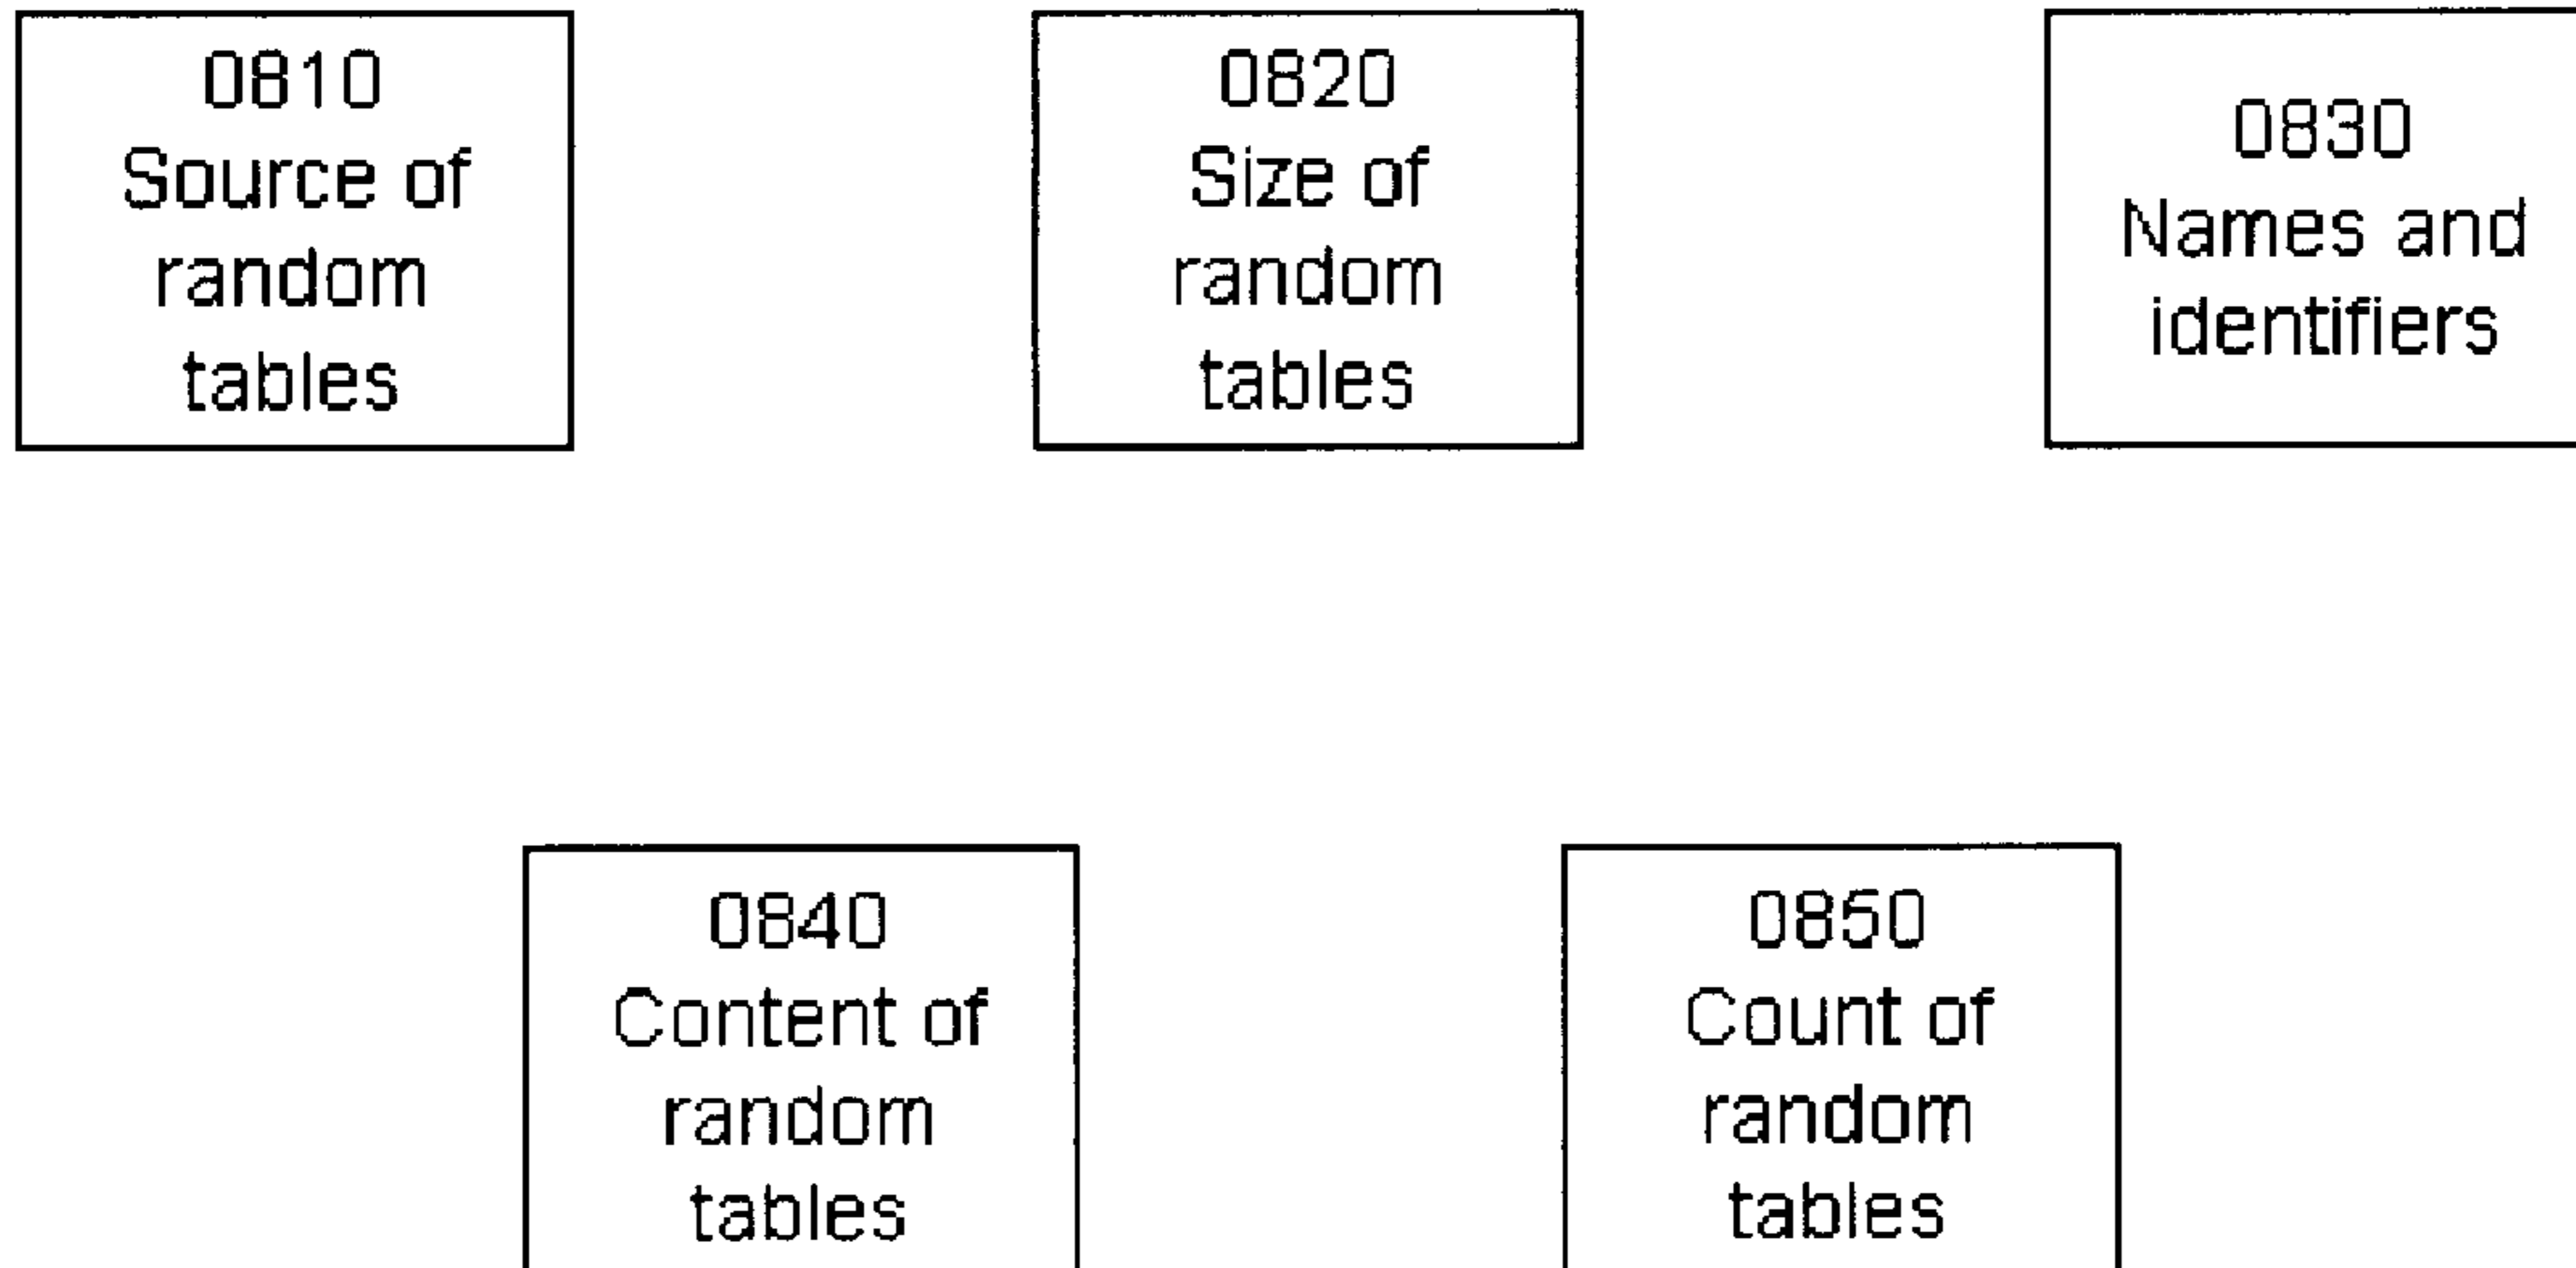 0810
Source of
random
tables
0820
Size of
random
tables
0830
Names and
identifiers
0840
Content of
random
tables
0850
Count of
random
tables